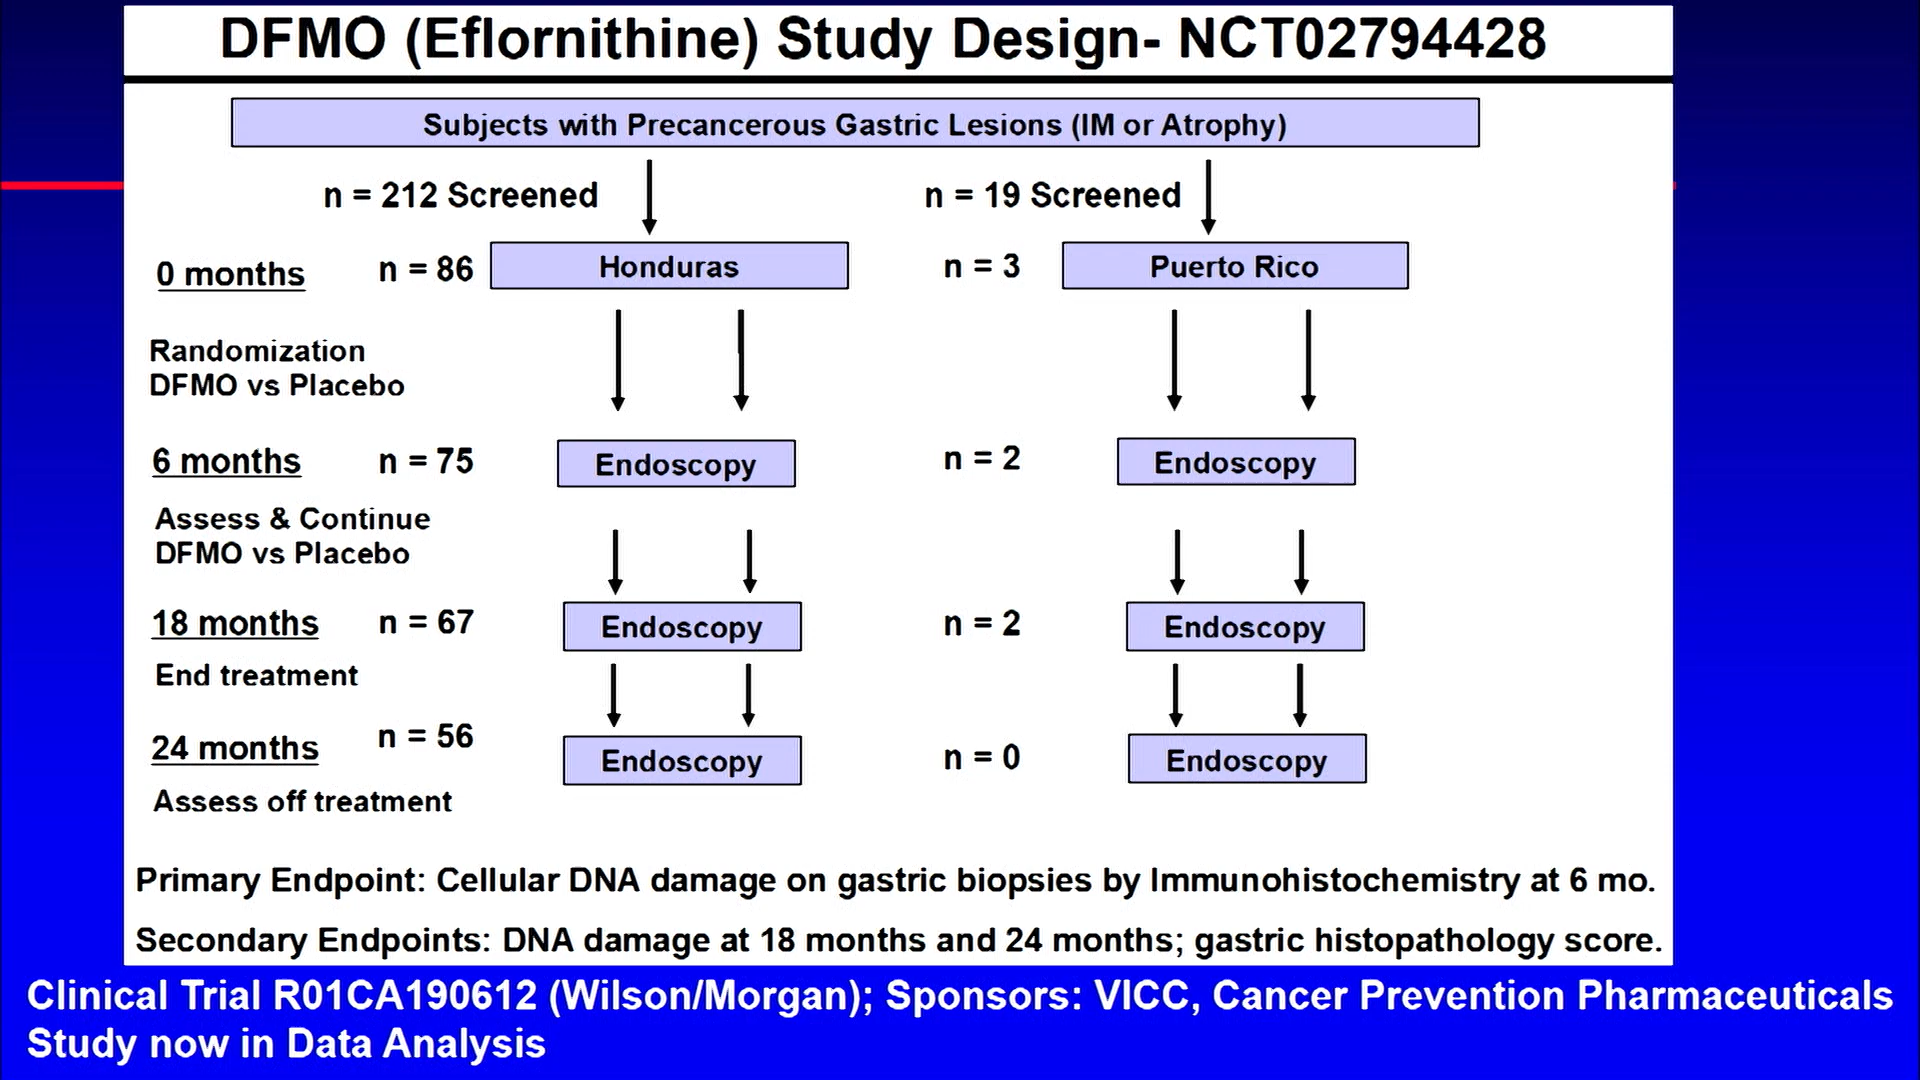 DFMO (Eflornithine) Study Design- NCT02794428
Subjects with Precancerous Gastric Lesions (IM or Atrophy)
n = 212 Screened
n = 19 Screened
0 months
n = 86
Honduras
n = 3
Puerto Rico
Randomization
DFMO vs Placebo
6 months
n = 75
Endoscopy
n = 2
Endoscopy
Assess & Continue
DFMO vs Placebo
18 months
n = 67
Endoscopy
n = 2
Endoscopy
End treatment
24 months
n = 56
Endoscopy
n = 0
Endoscopy
Assess off treatment
Primary Endpoint: Cellular DNA damage on gastric biopsies by Immunohistochemistry at 6 mo.
Secondary Endpoints: DNA damage at 18 months and 24 months; gastric histopathology score.
Clinical Trial R01CA190612 (Wilson/Morgan); Sponsors: VICC, Cancer Prevention Pharmaceuticals
Study now in Data Analysis